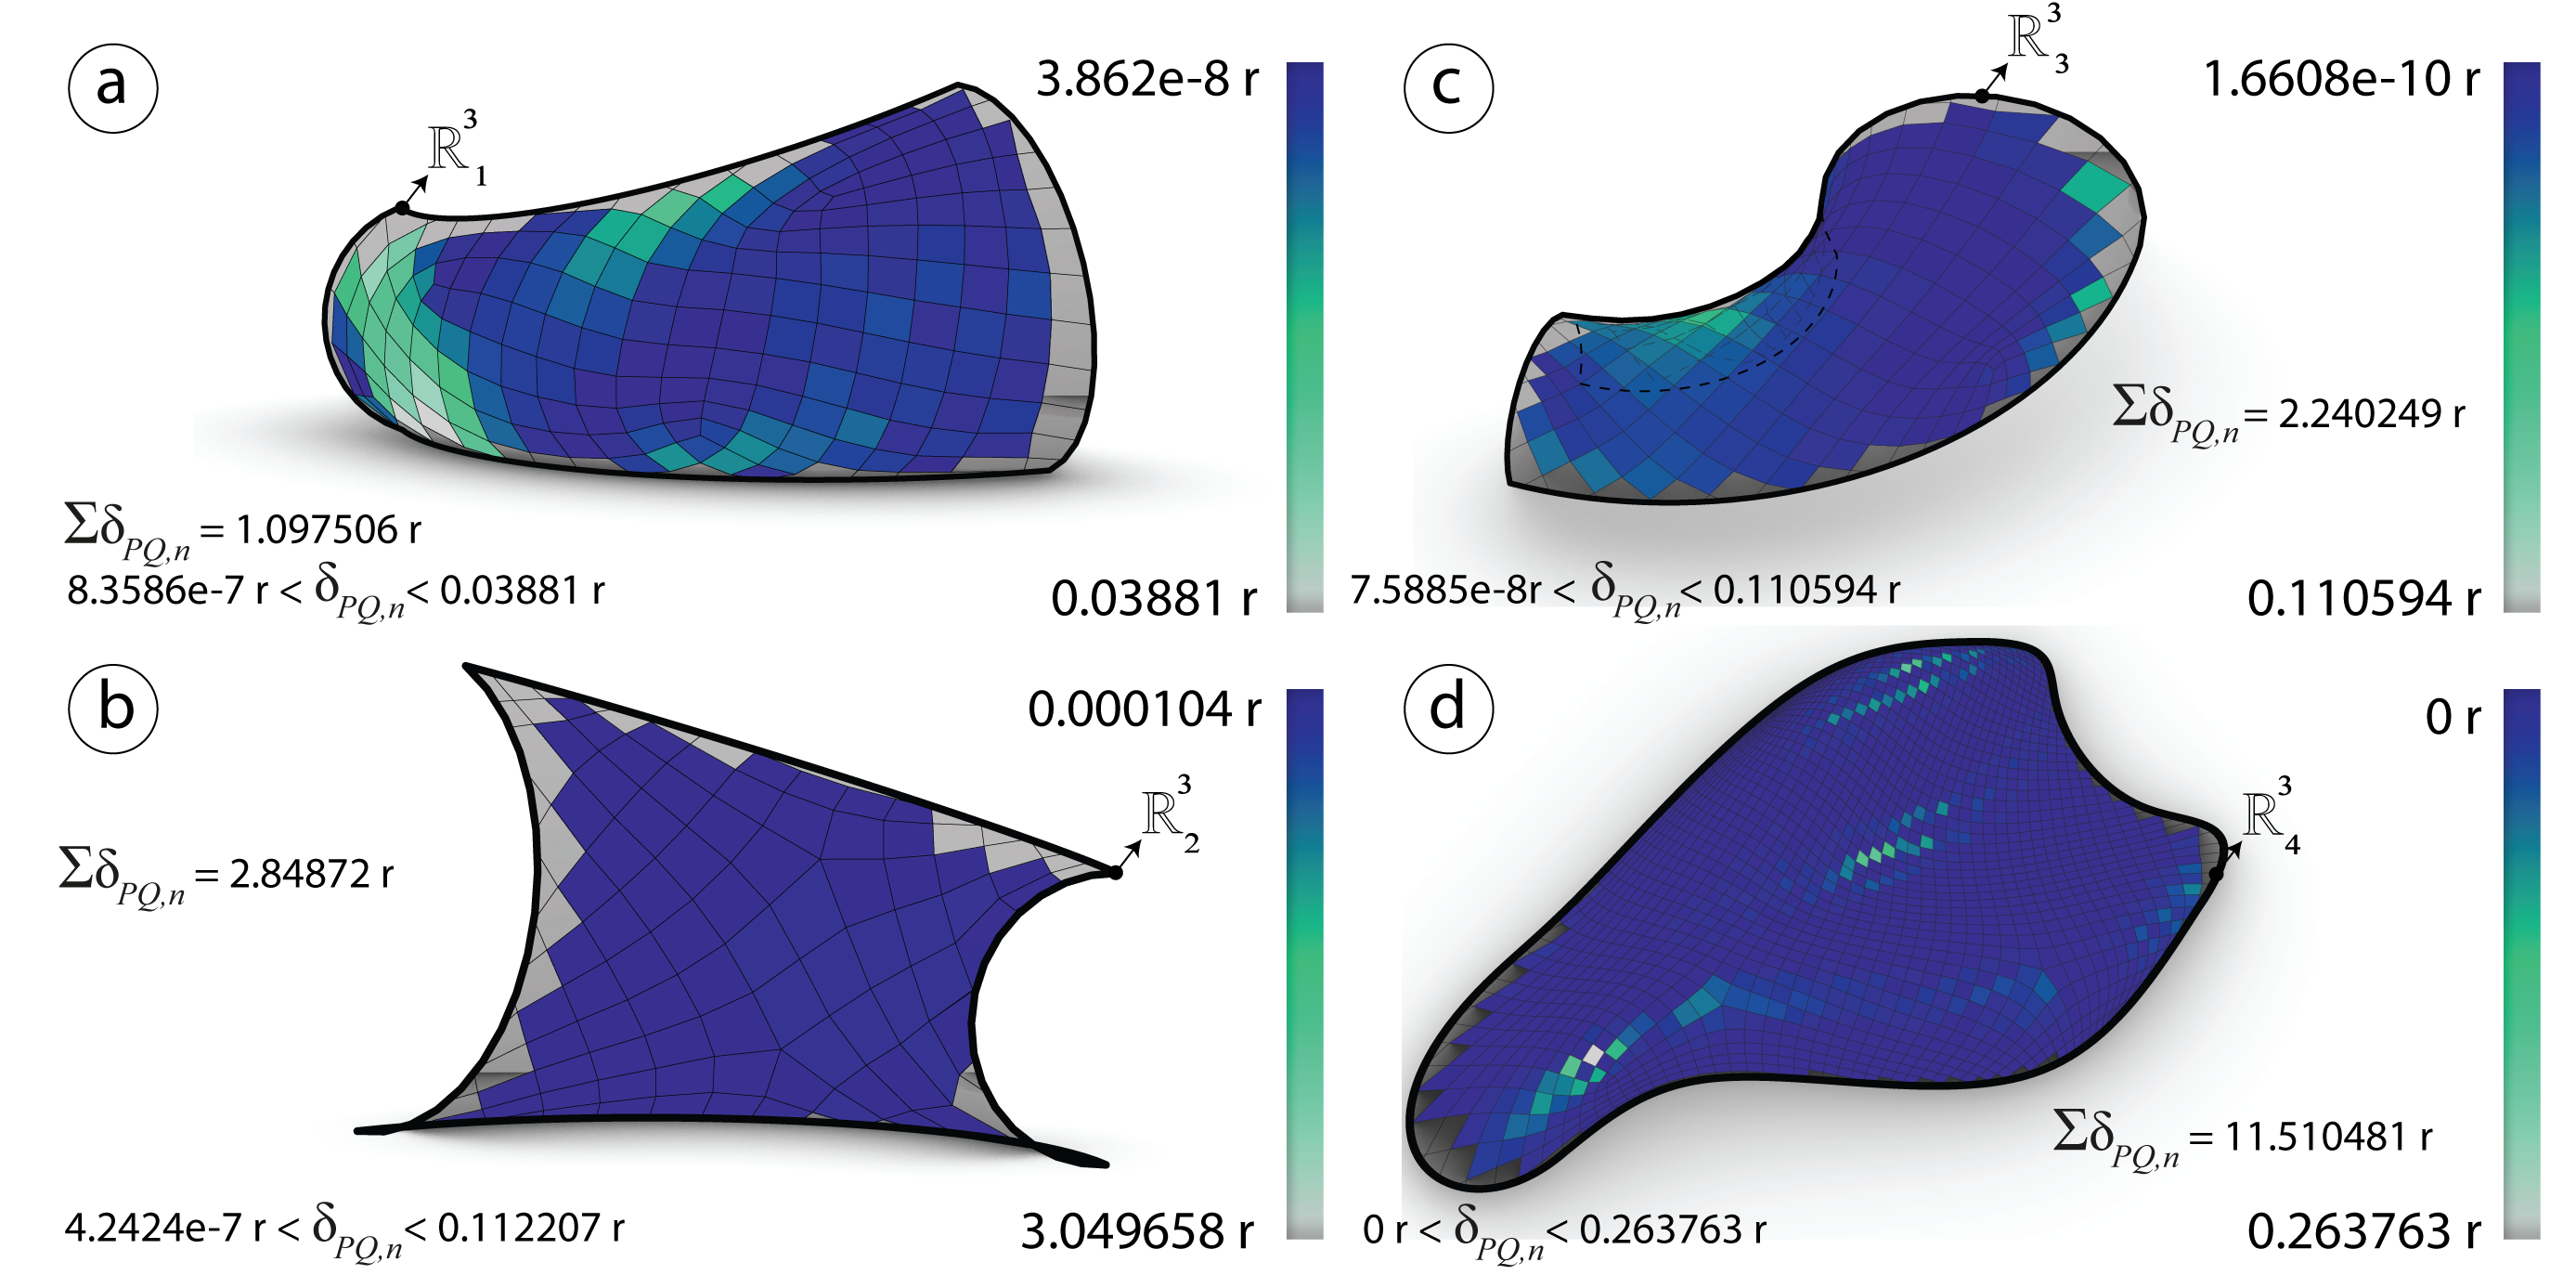 a
ℝ³₁
3.862e-8 r
Σδ_PQ,n = 1.097506 r
8.3586e-7 r < δ_PQ,n < 0.03881 r
0.03881 r
c
ℝ³₃
1.6608e-10 r
Σδ_PQ,n = 2.240249 r
7.5885e-8r < δ_PQ,n < 0.110594 r
0.110594 r
b
0.000104 r
ℝ³₂
Σδ_PQ,n = 2.84872 r
4.2424e-7 r < δ_PQ,n < 0.112207 r
3.049658 r
d
0 r
ℝ³₄
Σδ_PQ,n = 11.510481 r
0 r < δ_PQ,n < 0.263763 r
0.263763 r